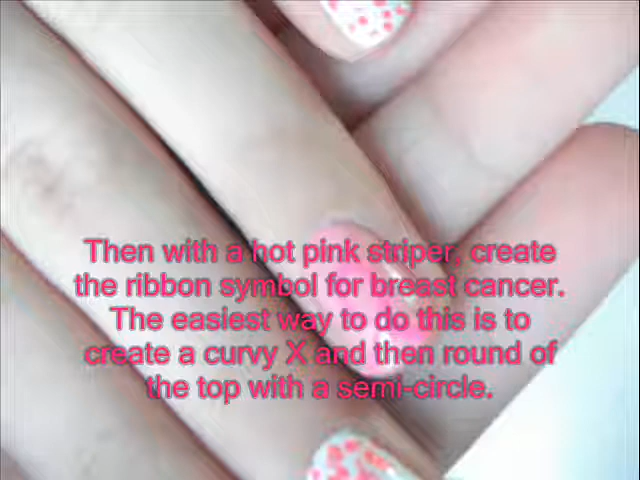 Then with a hot pink striper, create
the ribbon symbol for breast cancer.
The easiest way to do this is to
create a curvy X and then round of
the top with a semi-circle.